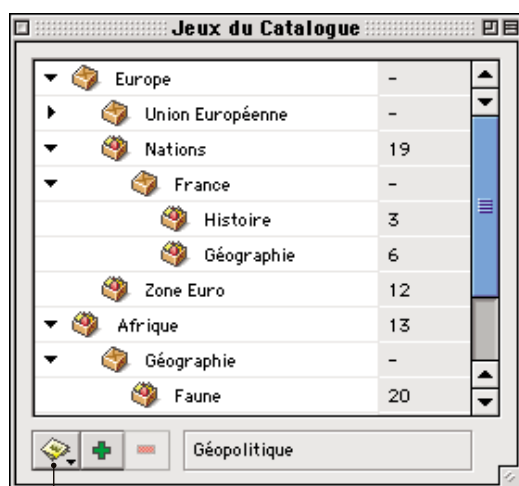 Jeux du Catalogue
Europe -
Union Européenne -
Nations 19
France -
Histoire 3
Géographie 6
Zone Euro 12
Afrique 13
Géographie -
Faune 20
Géopolitique